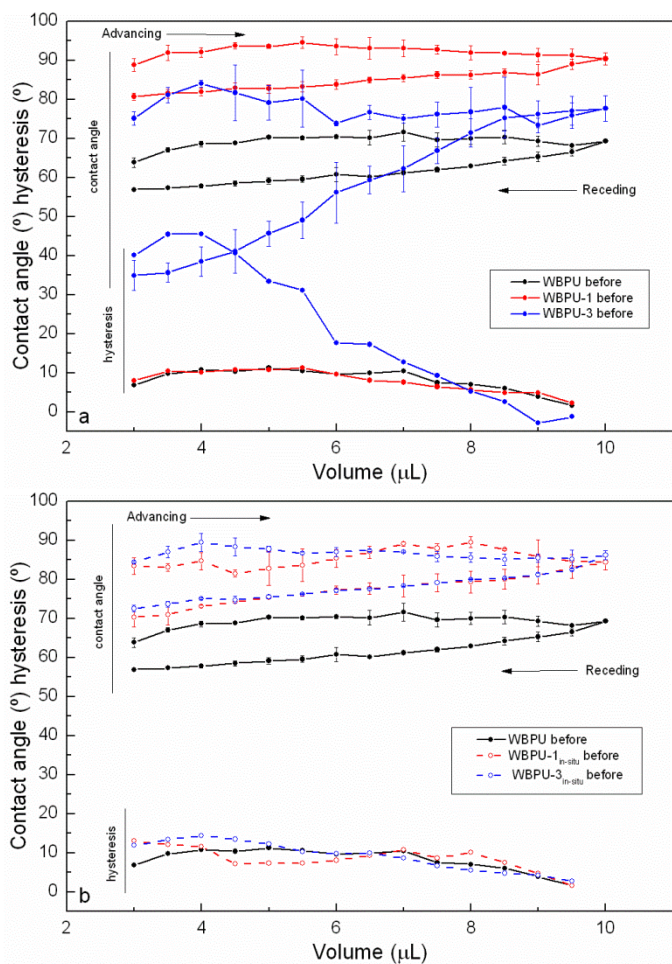 100
Advancing
90
80
70
60
50
40
30
20
10
0
Contact angle (º) hysteresis (º)
contact angle
hysteresis
Receding
WBPU before
WBPU-1 before
WBPU-3 before
a
2
4
6
8
10
Volume (μL)
100
Advancing
90
80
70
60
50
40
30
20
10
0
Contact angle (º) hysteresis (º)
contact angle
hysteresis
Receding
WBPU before
WBPU-1in-situ before
WBPU-3in-situ before
b
2
4
6
8
10
Volume (μL)